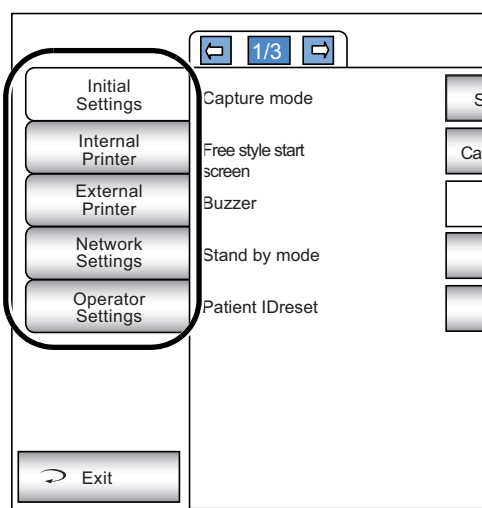 1/3
Initial
Settings
Internal
Printer
External
Printer
Network
Settings
Operator
Settings
Capture mode
S
Free style start
screen
Ca
Buzzer
Stand by mode
Patient IDreset
Exit